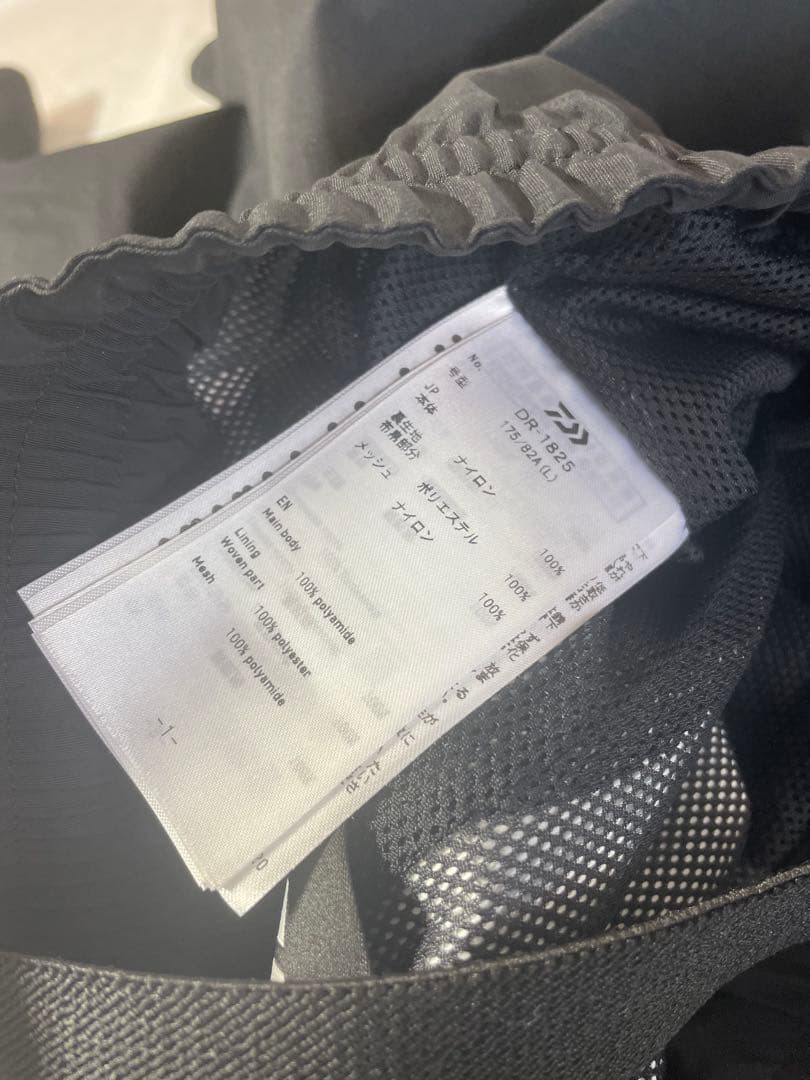 No. DR-1825
号型 175/82A(L)
JP
本体 ナイロン 100%
裏生地
布帛部分 ポリエステル 100%
メッシュ ナイロン 100%
EN
Main body 100% polyamide
Lining
Woven part 100% polyester
Mesh 100% polyamide
-1-